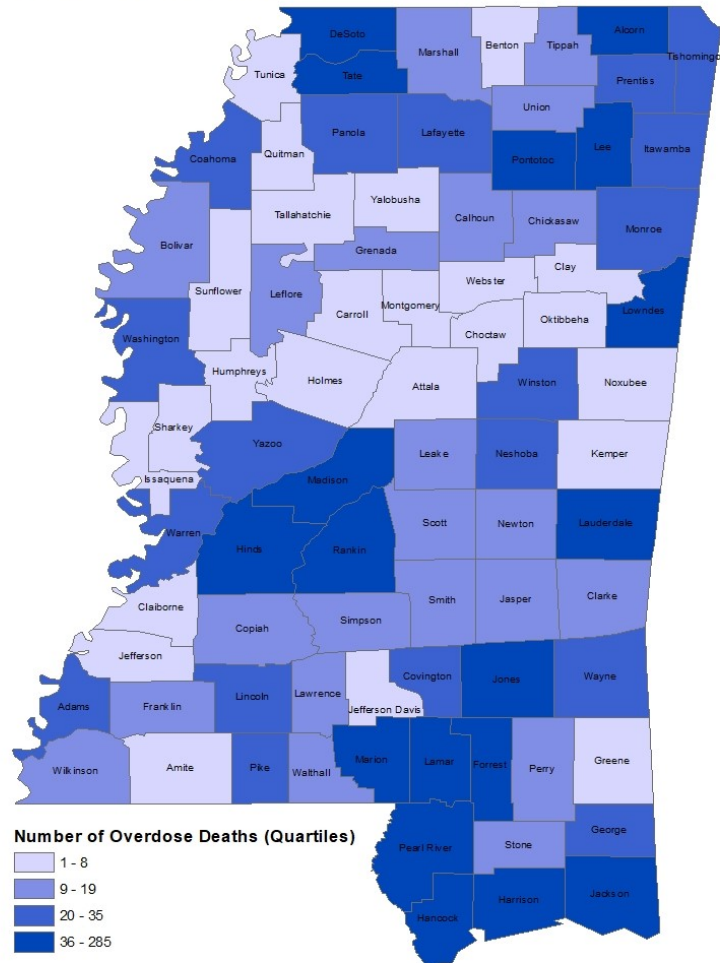 DeSoto
Marshall
Benton
Tippah
Alcorn
Tishomingo
Tunica
Tate
Prentiss
Union
Panola
Lafayette
Coahoma
Quitman
Pontotoc
Lee
Itawamba
Tallahatchie
Yalobusha
Calhoun
Chickasaw
Monroe
Bolivar
Grenada
Sunflower
Leflore
Webster
Clay
Carroll
Montgomery
Choctaw
Oktibbeha
Lowndes
Washington
Humphreys
Holmes
Attala
Winston
Noxubee
Sharkey
Yazoo
Leake
Neshoba
Kemper
Issaquena
Madison
Warren
Hinds
Rankin
Scott
Newton
Lauderdale
Claiborne
Copiah
Simpson
Smith
Jasper
Clarke
Jefferson
Adams
Franklin
Lincoln
Lawrence
Jefferson Davis
Covington
Jones
Wayne
Wilkinson
Amite
Pike
Walthall
Marion
Lamar
Forrest
Perry
Greene
Pearl River
Stone
George
Hancock
Harrison
Jackson
Number of Overdose Deaths (Quartiles)
1 - 8
9 - 19
20 - 35
36 - 285